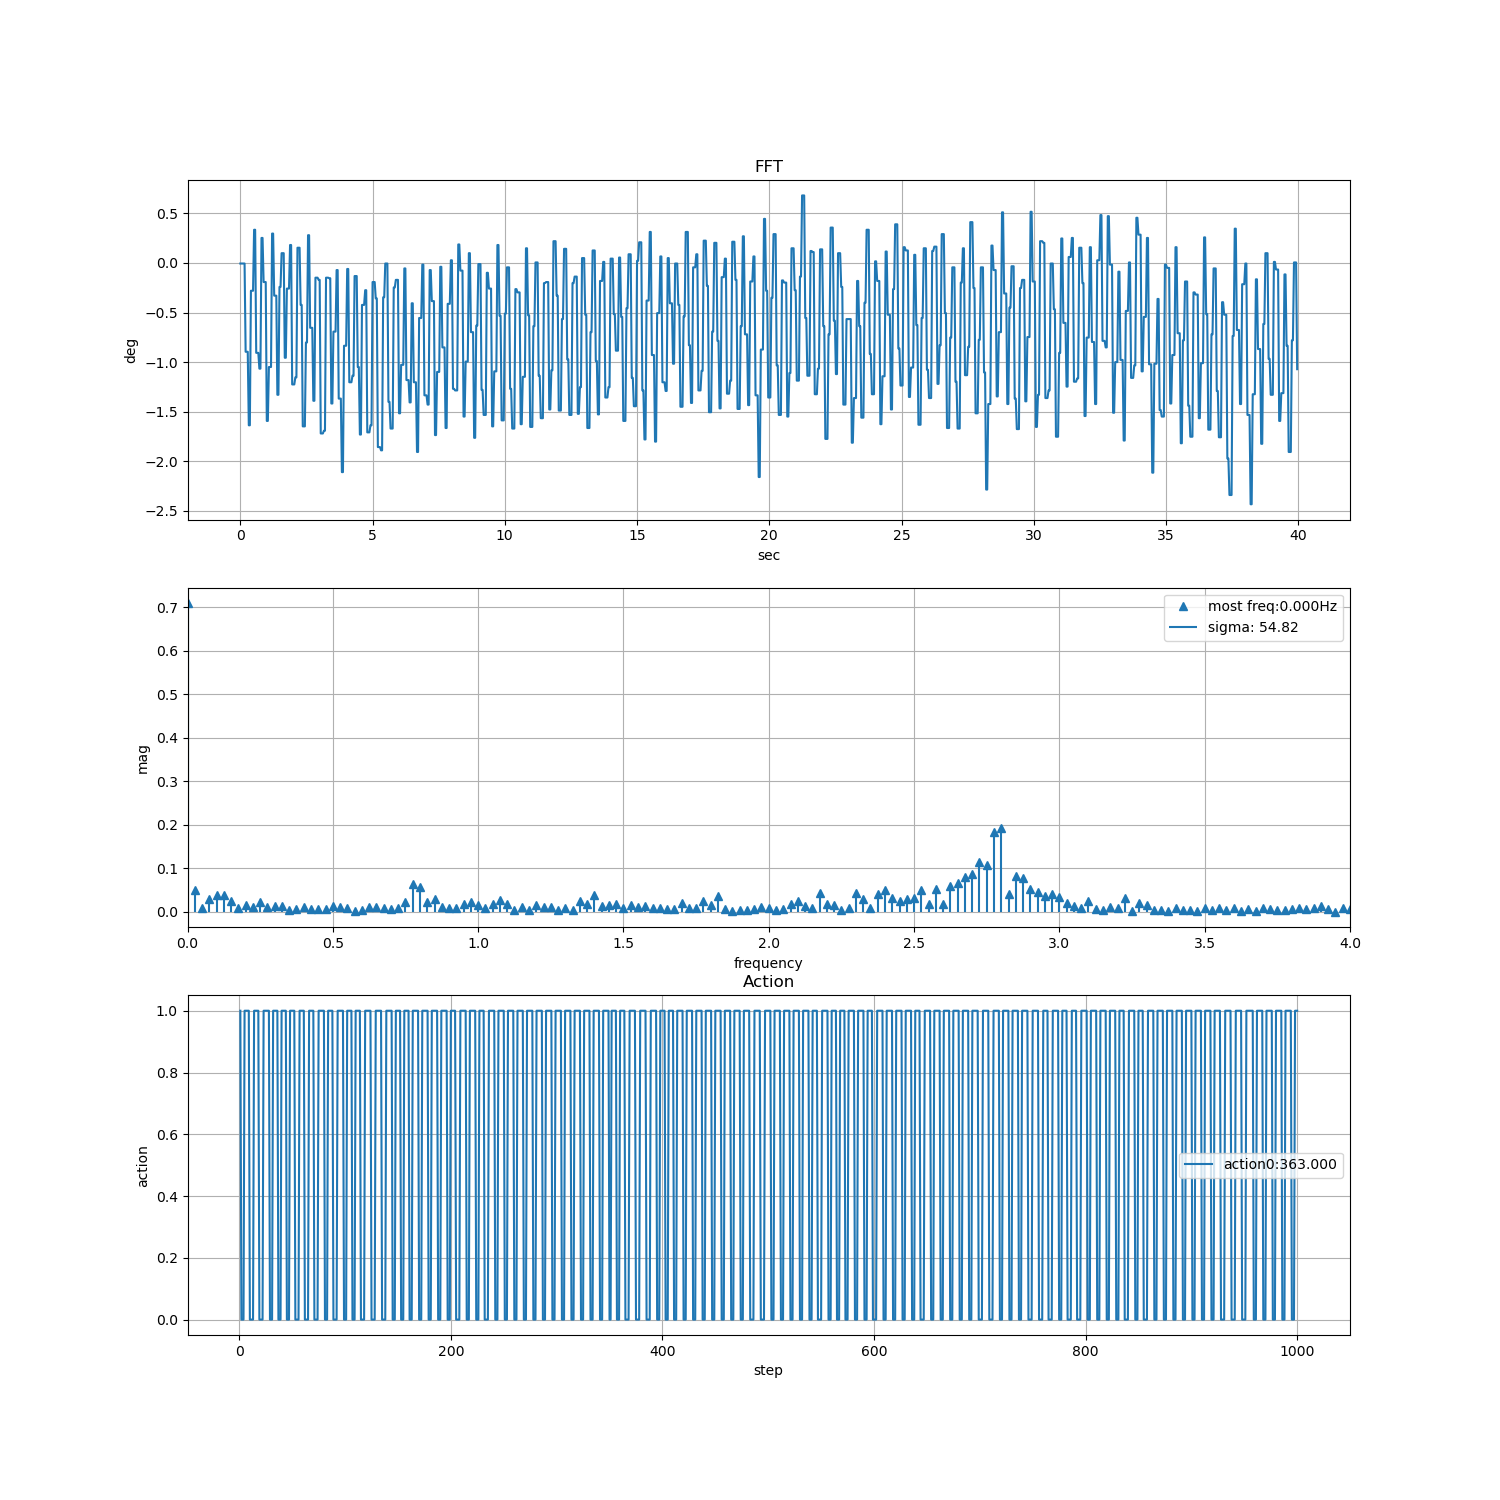 FFT
0.5
0.0
−0.5
−1.0
−1.5
−2.0
−2.5
deg
0 5 10 15 20 25 30 35 40
sec
0.7
0.6
0.5
0.4
0.3
0.2
0.1
0.0
mag
most freq:0.000Hz
sigma: 54.82
0.0 0.5 1.0 1.5 2.0 2.5 3.0 3.5 4.0
frequency
Action
1.0
0.8
0.6
0.4
0.2
0.0
action
action0:363.000
0 200 400 600 800 1000
step